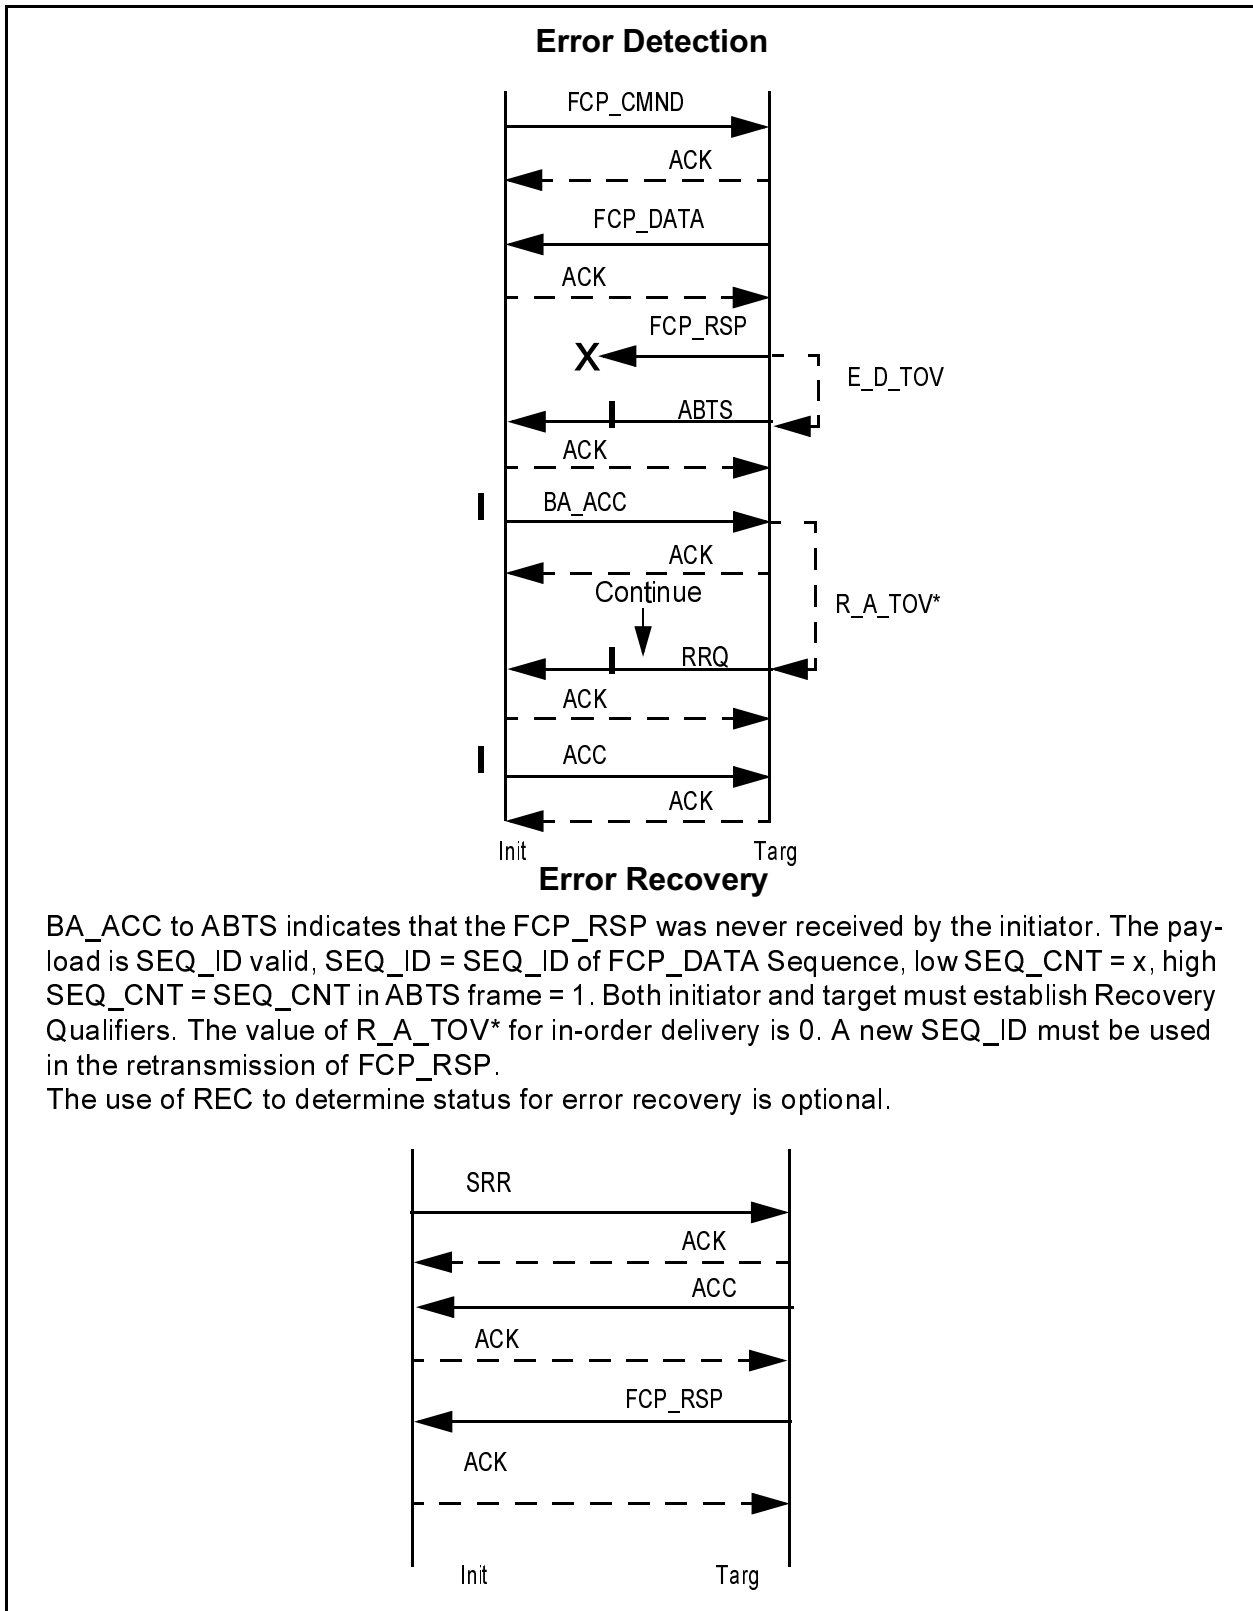 Error Detection
FCP_CMND
ACK
FCP_DATA
ACK
FCP_RSP
X
E_D_TOV
ABTS
ACK
BA_ACC
ACK
Continue
R_A_TOV*
RRQ
ACK
ACC
ACK
Init
Targ
Error Recovery
BA_ACC to ABTS indicates that the FCP_RSP was never received by the initiator. The pay-
load is SEQ_ID valid, SEQ_ID = SEQ_ID of FCP_DATA Sequence, low SEQ_CNT = x, high
SEQ_CNT = SEQ_CNT in ABTS frame = 1. Both initiator and target must establish Recovery
Qualifiers. The value of R_A_TOV* for in-order delivery is 0. A new SEQ_ID must be used
in the retransmission of FCP_RSP.
The use of REC to determine status for error recovery is optional.
SRR
ACK
ACC
ACK
FCP_RSP
ACK
Init
Targ